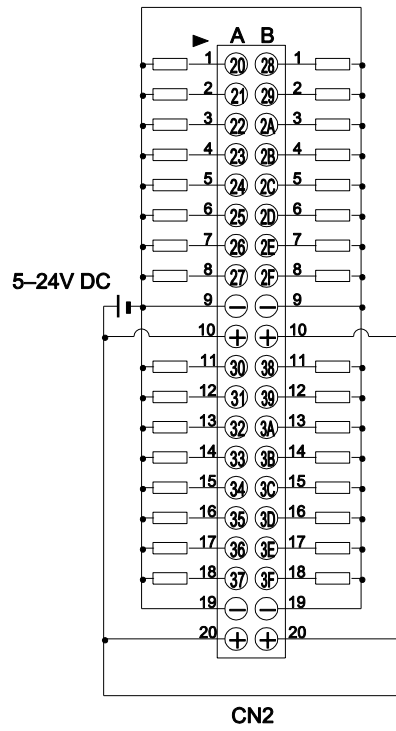 A B
1 20 28 1
2 21 29 2
3 22 2A 3
4 23 2B 4
5 24 2C 5
6 25 2D 6
7 26 2E 7
8 27 2F 8
5–24V DC
9 − − 9
10 + + 10
11 30 38 11
12 31 39 12
13 32 3A 13
14 33 3B 14
15 34 3C 15
16 35 3D 16
17 36 3E 17
18 37 3F 18
19 − − 19
20 + + 20
CN2